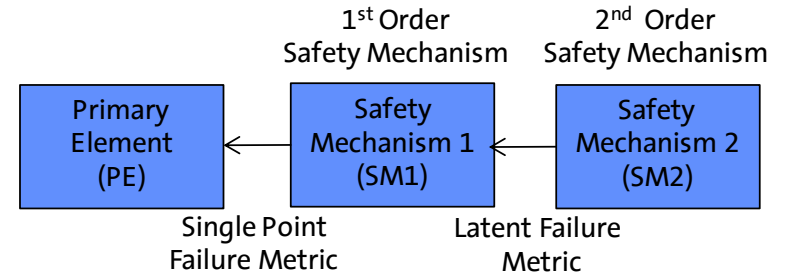 1st Order
Safety Mechanism
2nd Order
Safety Mechanism
Primary
Element
(PE)
Safety
Mechanism 1
(SM1)
Safety
Mechanism 2
(SM2)
Single Point
Failure Metric
Latent Failure
Metric